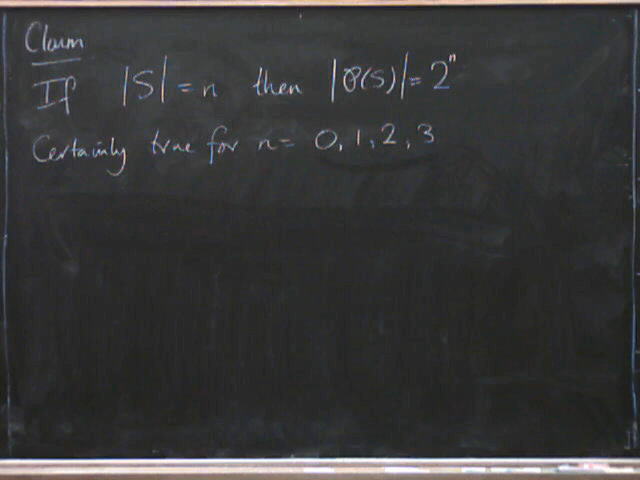 Claim
If |S| = n then |℘(S)| = 2ⁿ
Certainly true for n = 0, 1, 2, 3